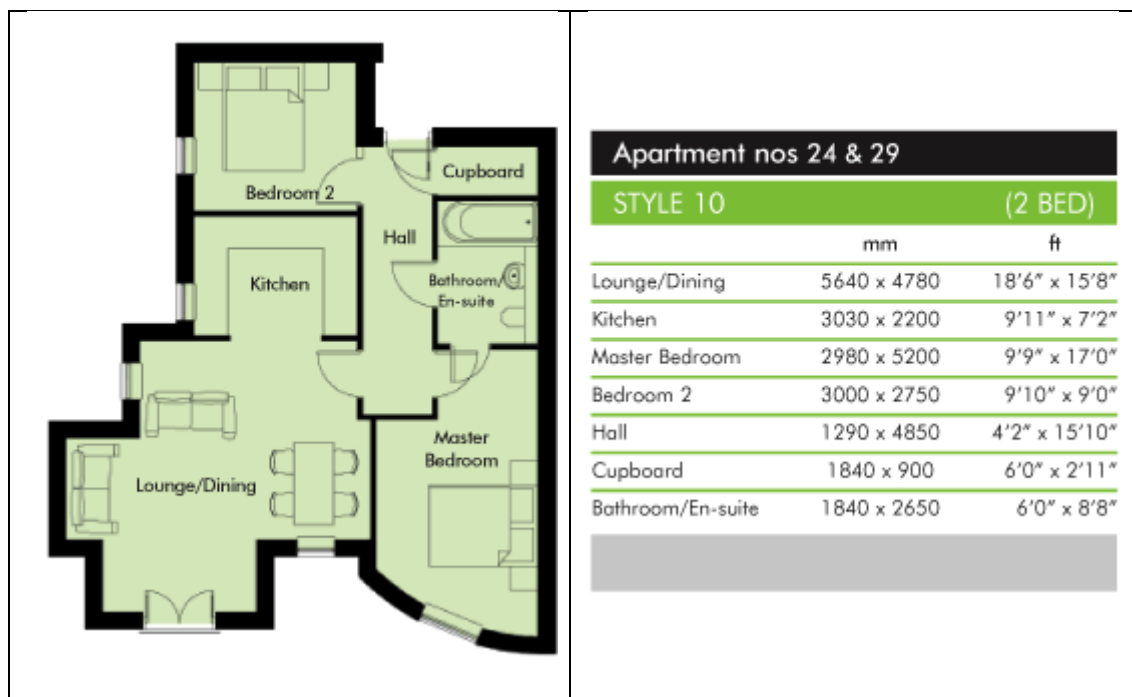 Bedroom 2
Cupboard
Hall
Kitchen
Bathroom/
En-suite
Master
Bedroom
Lounge/Dining
Apartment nos 24 & 29
STYLE 10 (2 BED)
mm ft
Lounge/Dining 5640 x 4780 18'6" x 15'8"
Kitchen 3030 x 2200 9'11" x 7'2"
Master Bedroom 2980 x 5200 9'9" x 17'0"
Bedroom 2 3000 x 2750 9'10" x 9'0"
Hall 1290 x 4850 4'2" x 15'10"
Cupboard 1840 x 900 6'0" x 2'11"
Bathroom/En-suite 1840 x 2650 6'0" x 8'8"